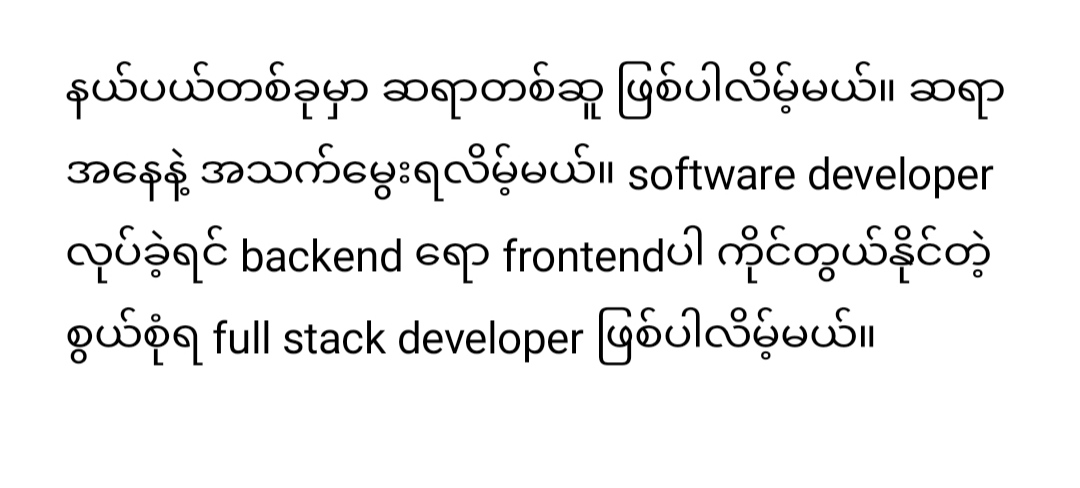 နယ်ပယ်တစ်ခုမှာ ဆရာတစ်ဆူ ဖြစ်ပါလိမ့်မယ်။ ဆရာ
အနေနဲ့ အသက်မွေးရလိမ့်မယ်။ software developer
လုပ်ခဲ့ရင် backend ရော frontendပါ ကိုင်တွယ်နိုင်တဲ့
စွယ်စုံရ full stack developer ဖြစ်ပါလိမ့်မယ်။